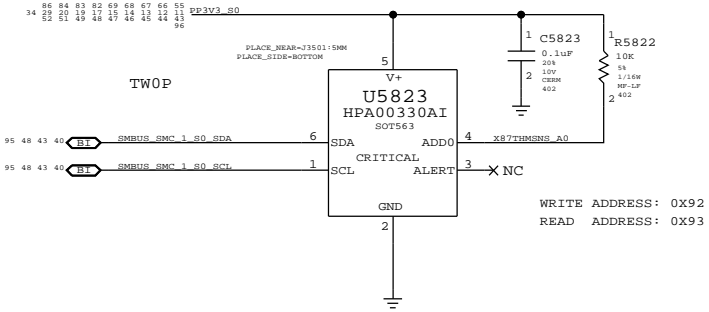 86 84 83 82 69 68 67 66 55
34 29 20 19 17 15 14 13 12 11 PP3V3_S0
52 51 49 48 47 46 45 44 43
96
PLACE_NEAR=J3501:5MM
PLACE_SIDE=BOTTOM
TW0P
1 C5823
0.1uF
20%
10V
CERM
402
2
1 R5822
10K
5%
1/16W
MF-LF
402
2
5
V+
U5823
HPA00330AI
SOT563
95 48 43 40 BI SMBUS_SMC_1_S0_SDA 6 SDA
ADD0 4 X87THMSNS_A0
CRITICAL
95 48 43 40 BI SMBUS_SMC_1_S0_SCL 1 SCL
ALERT 3 NC
GND
2
WRITE ADDRESS: 0X92
READ ADDRESS: 0X93